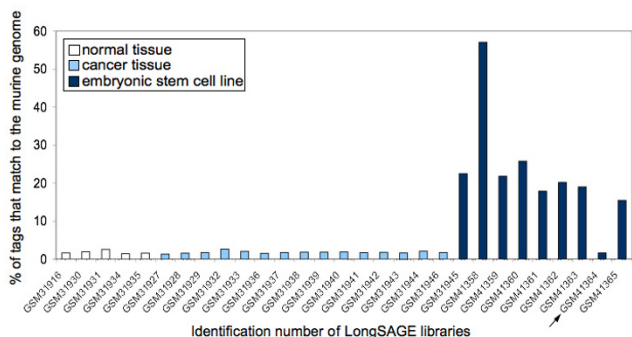 % of tags that match to the murine genome
60
50
40
30
20
10
0
normal tissue
cancer tissue
embryonic stem cell line
GSM31916
GSM31930
GSM31931
GSM31934
GSM31935
GSM31927
GSM31928
GSM31929
GSM31932
GSM31933
GSM31936
GSM31937
GSM31938
GSM31939
GSM31940
GSM31941
GSM31942
GSM31943
GSM31944
GSM31946
GSM31945
GSM41358
GSM41359
GSM41360
GSM41361
GSM41362
GSM41363
GSM41364
GSM41365
Identification number of LongSAGE libraries